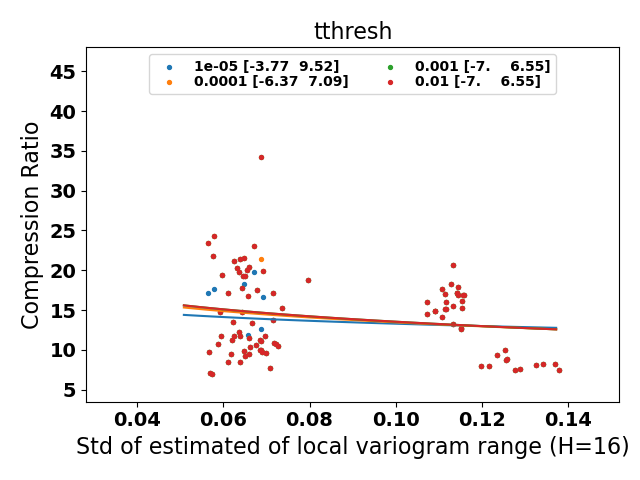 tthresh
1e-05 [-3.77  9.52]
0.0001 [-6.37  7.09]
0.001 [-7.     6.55]
0.01 [-7.     6.55]
Compression Ratio
45
40
35
30
25
20
15
10
5
0.04 0.06 0.08 0.10 0.12 0.14
Std of estimated of local variogram range (H=16)